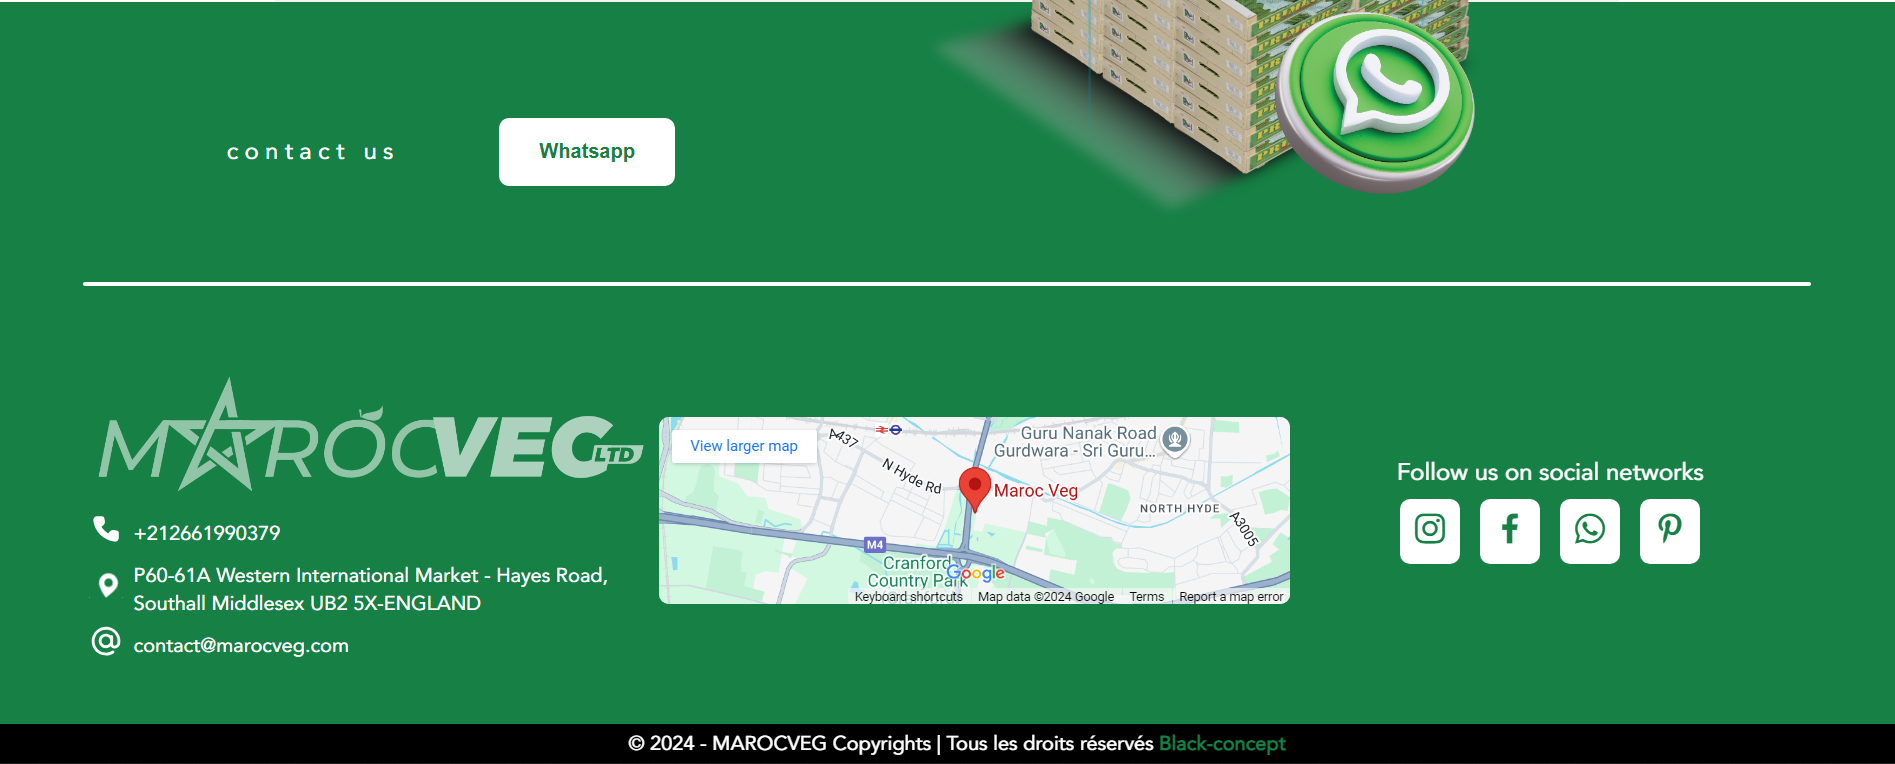 contact us
Whatsapp
MAROCVEG LTD
+212661990379
P60-61A Western International Market - Hayes Road,
Southall Middlesex UB2 5X-ENGLAND
contact@marocveg.com
View larger map
A437
N Hyde Rd
Guru Nanak Road
Gurdwara - Sri Guru...
Maroc Veg
NORTH HYDE
A3005
M4
Cranford
Country Park
Google
Keyboard shortcuts
Map data ©2024 Google
Terms
Report a map error
Follow us on social networks
© 2024 - MAROCVEG Copyrights | Tous les droits réservés Black-concept